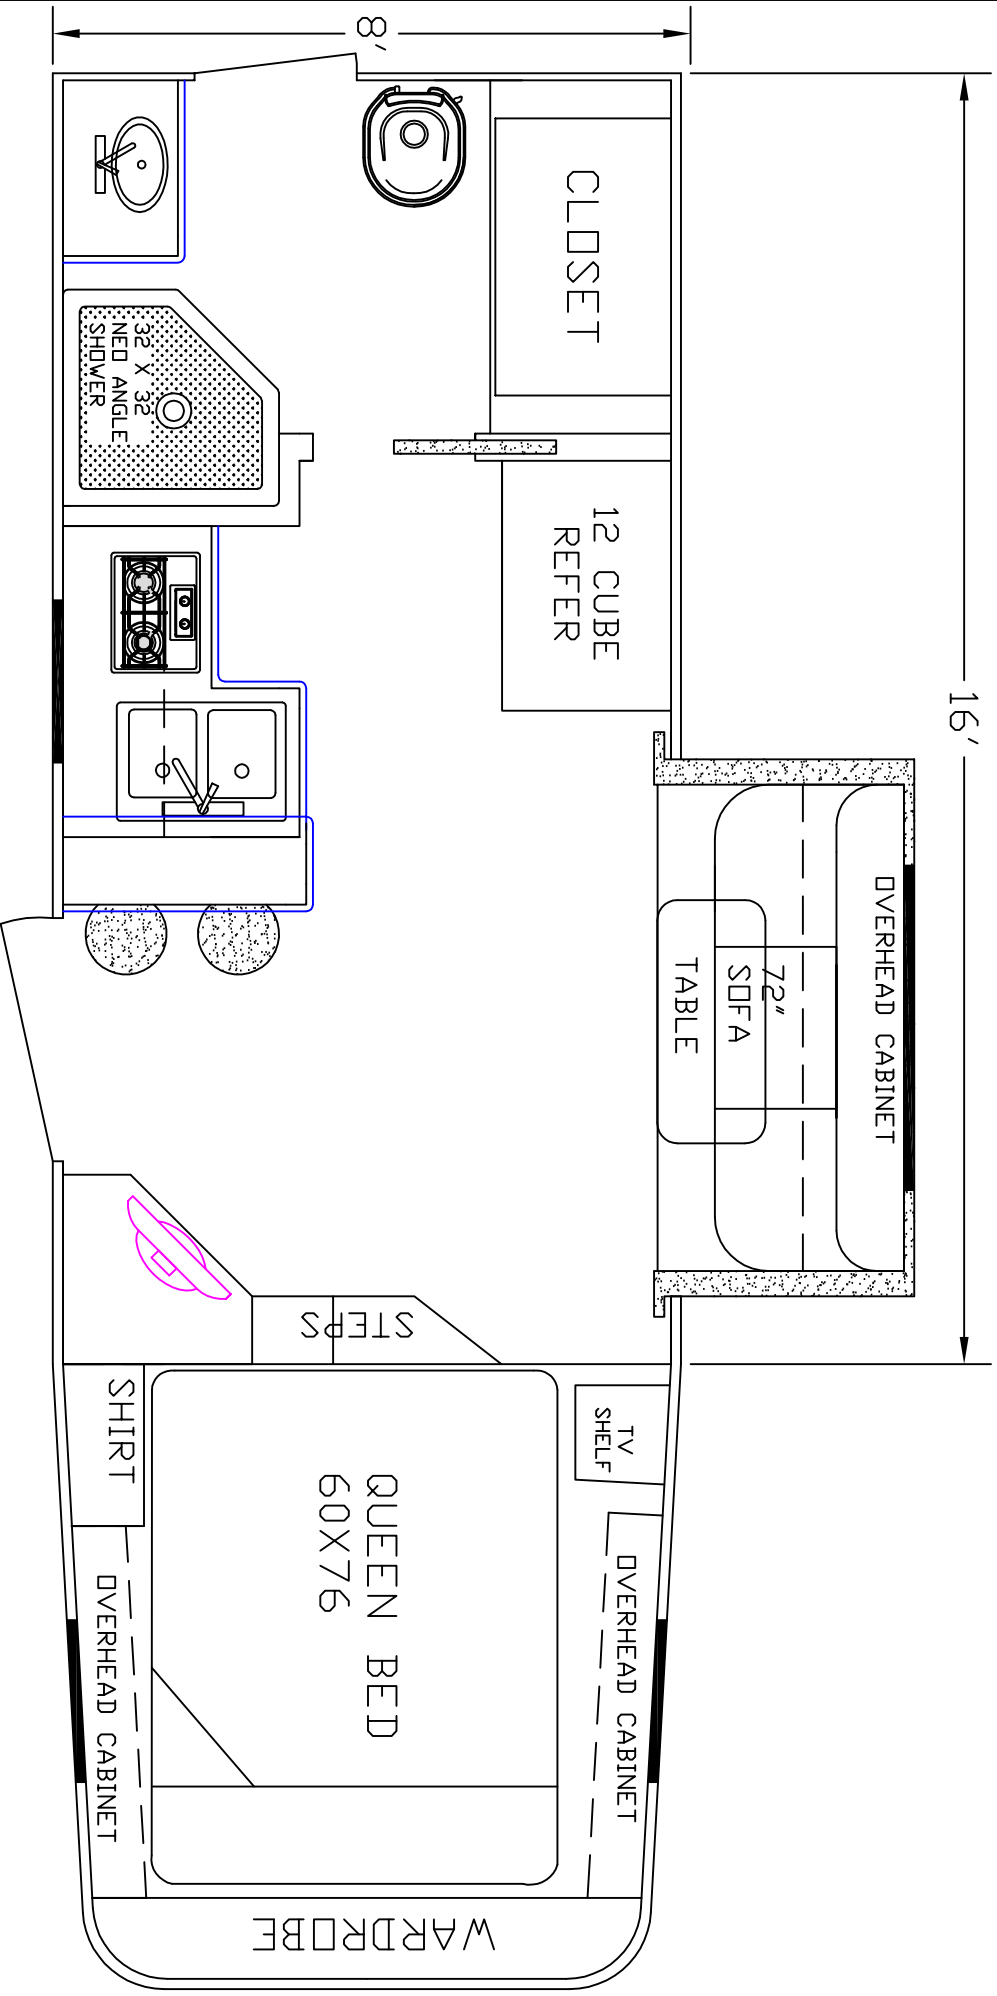 8'
16'
CLOSET
32 X 32
NEO ANGLE
SHOWER
12 CUBE
REFER
OVERHEAD CABINET
72"
SOFA
TABLE
STEPS
SHIRT
TV
SHELF
QUEEN BED
60X76
OVERHEAD CABINET
OVERHEAD CABINET
WARDROBE